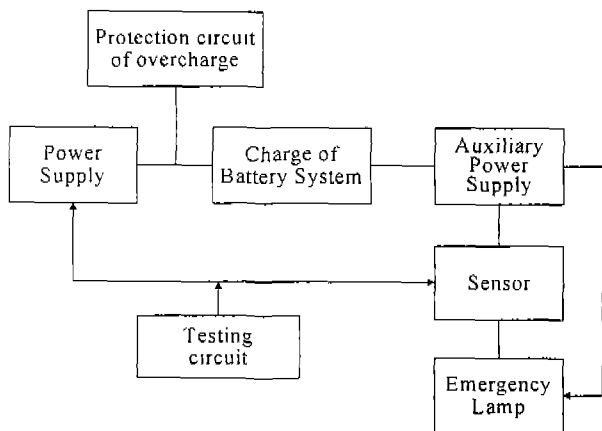 Protection circuit
of overcharge
Power
Supply
Charge of
Battery System
Auxiliary
Power
Supply
Sensor
Testing
circuit
Emergency
Lamp